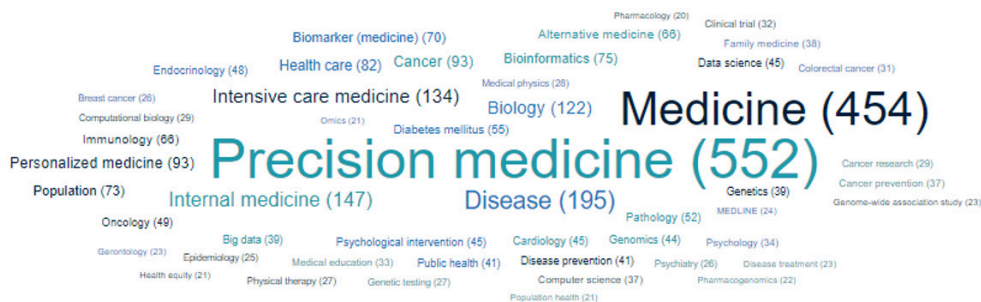 Pharmacology (20)
Clinical trial (32)
Biomarker (medicine) (70)
Alternative medicine (66)
Family medicine (38)
Endocrinology (48)
Health care (82)
Cancer (93)
Bioinformatics (75)
Data science (45)
Colorectal cancer (31)
Breast cancer (26)
Intensive care medicine (134)
Medical physics (28)
Biology (122)
Medicine (454)
Computational biology (29)
Omics (21)
Diabetes mellitus (55)
Immunology (66)
Personalized medicine (93)
Precision medicine (552)
Cancer research (29)
Population (73)
Internal medicine (147)
Disease (195)
Genetics (39)
Cancer prevention (37)
Genome-wide association study (23)
Oncology (49)
Pathology (52)
MEDLINE (24)
Big data (39)
Psychological intervention (45)
Cardiology (45)
Genomics (44)
Psychology (34)
Gerontology (23)
Epidemiology (25)
Medical education (33)
Public health (41)
Disease prevention (41)
Psychiatry (26)
Disease treatment (23)
Health equity (21)
Physical therapy (27)
Genetic testing (27)
Computer science (37)
Pharmacogenomics (22)
Population health (21)